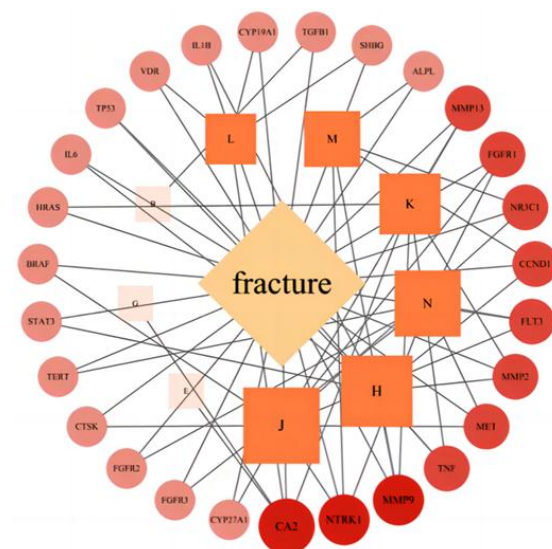 CYP19A1
TGFB1
IL1B
SHBG
VDR
ALPL
TP53
MMP13
L
M
IL6
FGFR1
HRAS
K
NR3C1
BRAF
fracture
CCND1
G
N
STAT3
FLT3
TERT
MMP2
E
H
CTSK
J
MET
FGFR2
TNF
FGFR3
MMP9
CYP27A1
CA2
NTRK1